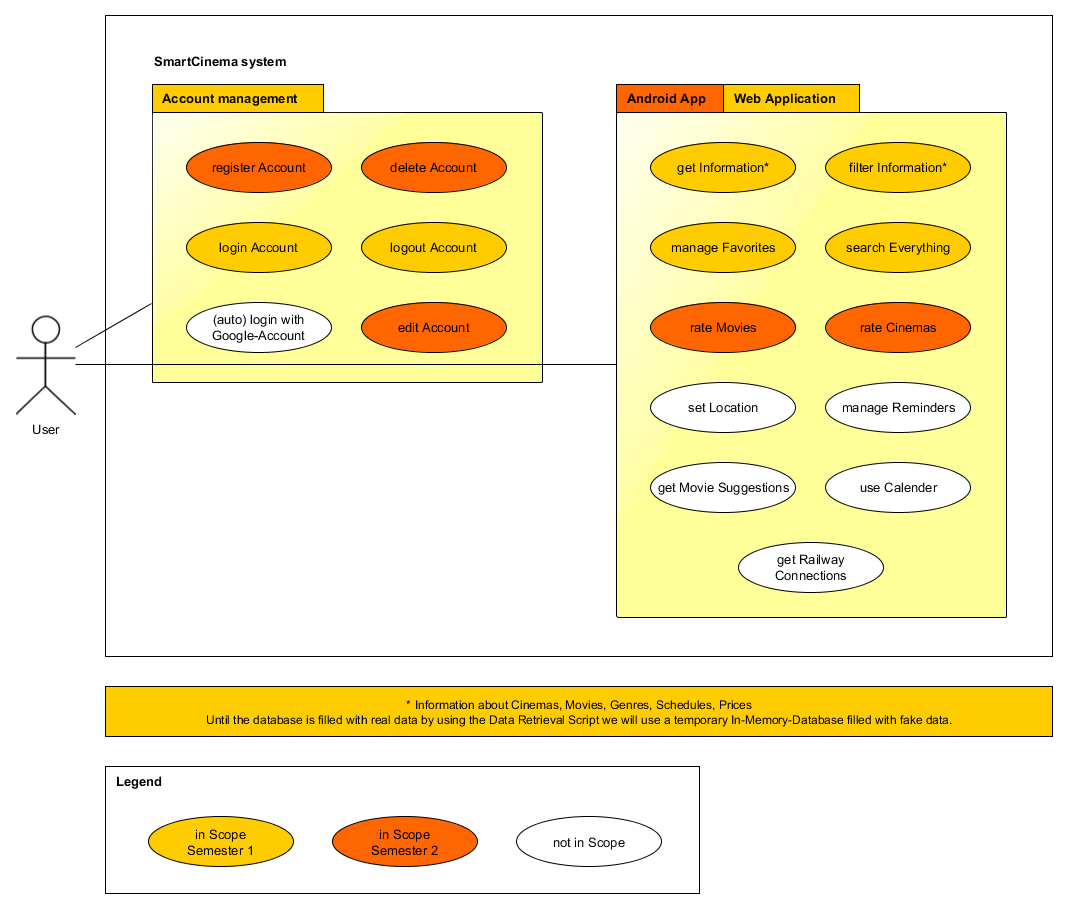 SmartCinema system
Account management
register Account
delete Account
login Account
logout Account
(auto) login with
Google-Account
edit Account
User
Android App
Web Application
get Information*
filter Information*
manage Favorites
search Everything
rate Movies
rate Cinemas
set Location
manage Reminders
get Movie Suggestions
use Calender
get Railway
Connections
* Information about Cinemas, Movies, Genres, Schedules, Prices
Until the database is filled with real data by using the Data Retrieval Script we will use a temporary In-Memory-Database filled with fake data.
Legend
in Scope
Semester 1
in Scope
Semester 2
not in Scope